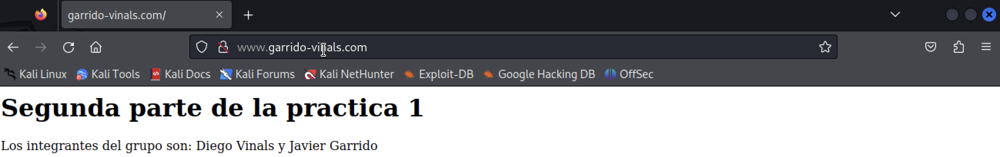 garrido-vinals.com/
www.garrido-vinals.com
Kali Linux Kali Tools Kali Docs Kali Forums Kali NetHunter Exploit-DB Google Hacking DB OffSec
Segunda parte de la practica 1
Los integrantes del grupo son: Diego Vinals y Javier Garrido